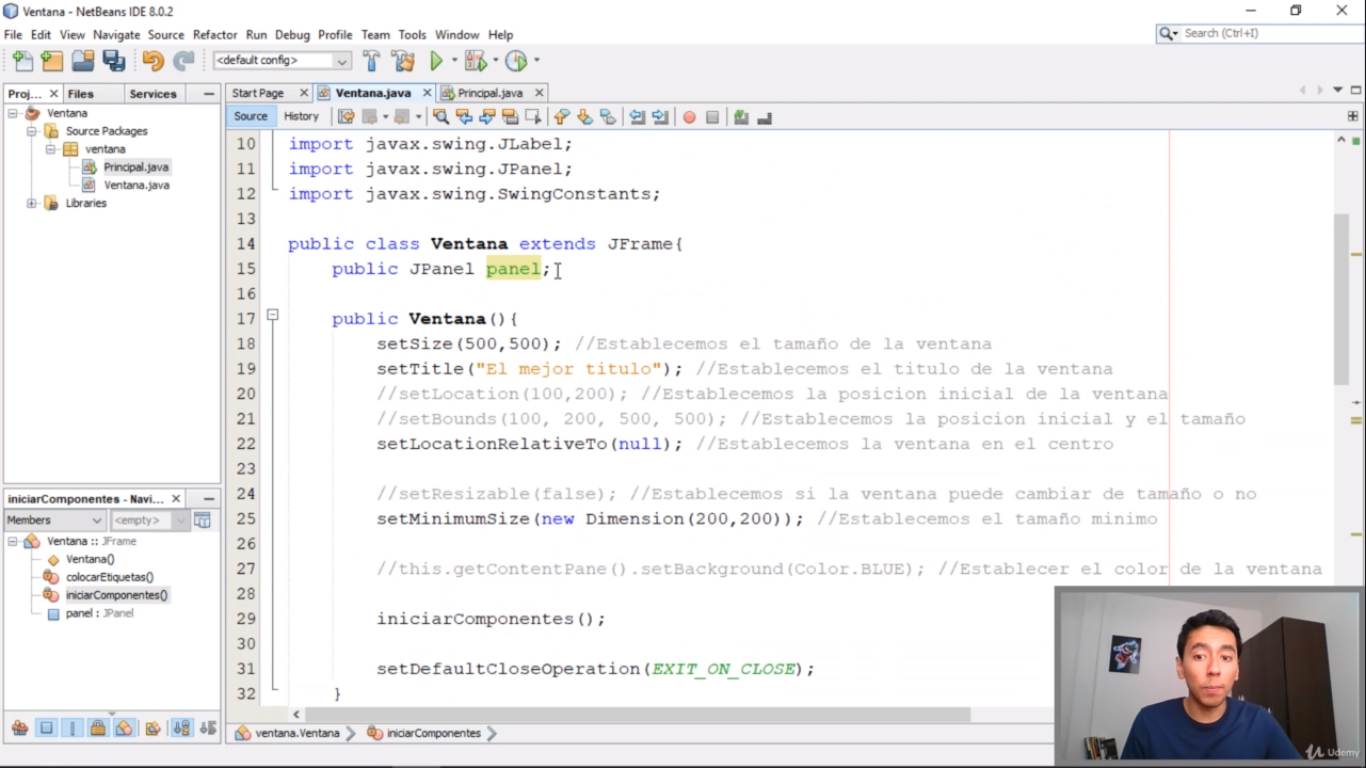 Ventana - NetBeans IDE 8.0.2
File Edit View Navigate Source Refactor Run Debug Profile Team Tools Window Help
Search (Ctrl+I)
<default config>
Proj... Files Services
Start Page Ventana.java Principal.java
Source History
Ventana
Source Packages
ventana
Principal.java
Ventana.java
Libraries
10 import javax.swing.JLabel;
11 import javax.swing.JPanel;
12 import javax.swing.SwingConstants;
13
14 public class Ventana extends JFrame{
15 public JPanel panel;
16
17 public Ventana(){
18 setSize(500,500); //Establecemos el tamaño de la ventana
19 setTitle("El mejor titulo"); //Establecemos el titulo de la ventana
20 //setLocation(100,200); //Establecemos la posicion inicial de la ventana
21 //setBounds(100, 200, 500, 500); //Establecemos la posicion inicial y el tamaño
22 setLocationRelativeTo(null); //Establecemos la ventana en el centro
23
24 //setResizable(false); //Establecemos si la ventana puede cambiar de tamaño o no
25 setMinimumSize(new Dimension(200,200)); //Establecemos el tamaño minimo
26
27 //this.getContentPane().setBackground(Color.BLUE); //Establecer el color de la ventana
28
29 iniciarComponentes();
30
31 setDefaultCloseOperation(EXIT_ON_CLOSE);
32 }
iniciarComponentes - Navi...
Members <empty>
Ventana :: JFrame
Ventana()
colocarEtiquetas()
iniciarComponentes()
panel : JPanel
ventana.Ventana iniciarComponentes
Udemy